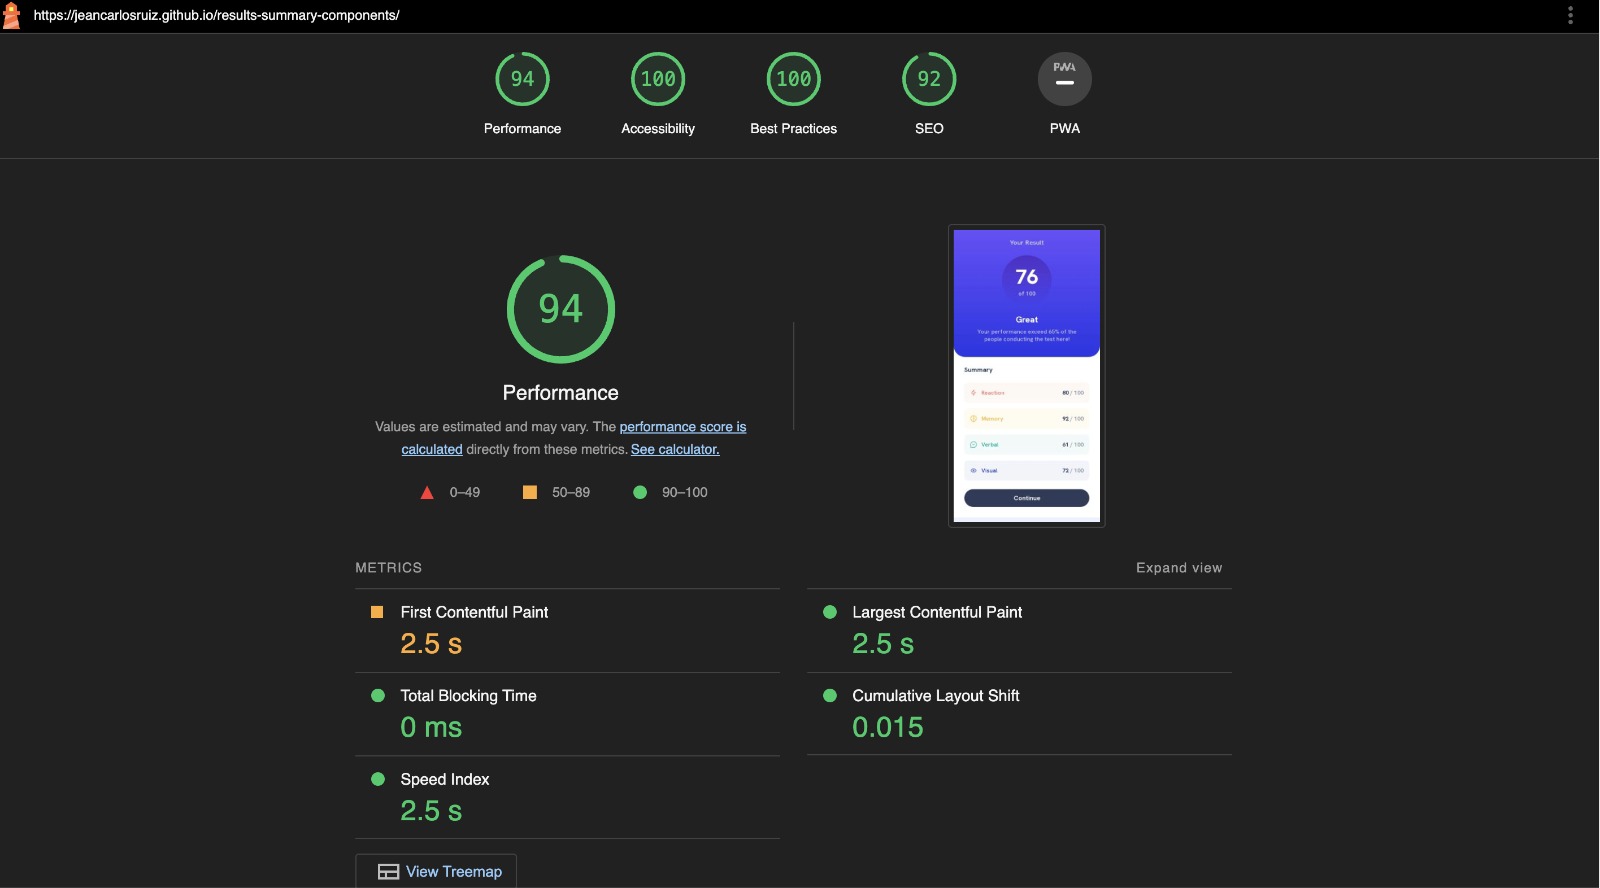 https://jeancarlosruiz.github.io/results-summary-components/
94
100
100
92
PWA
Performance
Accessibility
Best Practices
SEO
PWA
94
Performance
Values are estimated and may vary. The performance score is
calculated directly from these metrics. See calculator.
0–49
50–89
90–100
Your Result
76
of 100
Great
Your performance exceed 65% of the
people conducting the test here!
Summary
Reaction 80 / 100
Memory 92 / 100
Verbal 61 / 100
Visual 72 / 100
Continue
METRICS
Expand view
First Contentful Paint
2.5 s
Largest Contentful Paint
2.5 s
Total Blocking Time
0 ms
Cumulative Layout Shift
0.015
Speed Index
2.5 s
View Treemap